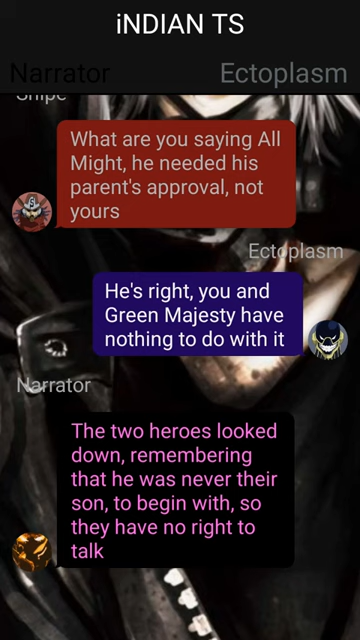 iNDIAN TS
Narrator
Ectoplasm
Snipe
What are you saying All
Might, he needed his
parent's approval, not
yours
Ectoplasm
He's right, you and
Green Majesty have
nothing to do with it
Narrator
The two heroes looked
down, remembering
that he was never their
son, to begin with, so
they have no right to
talk